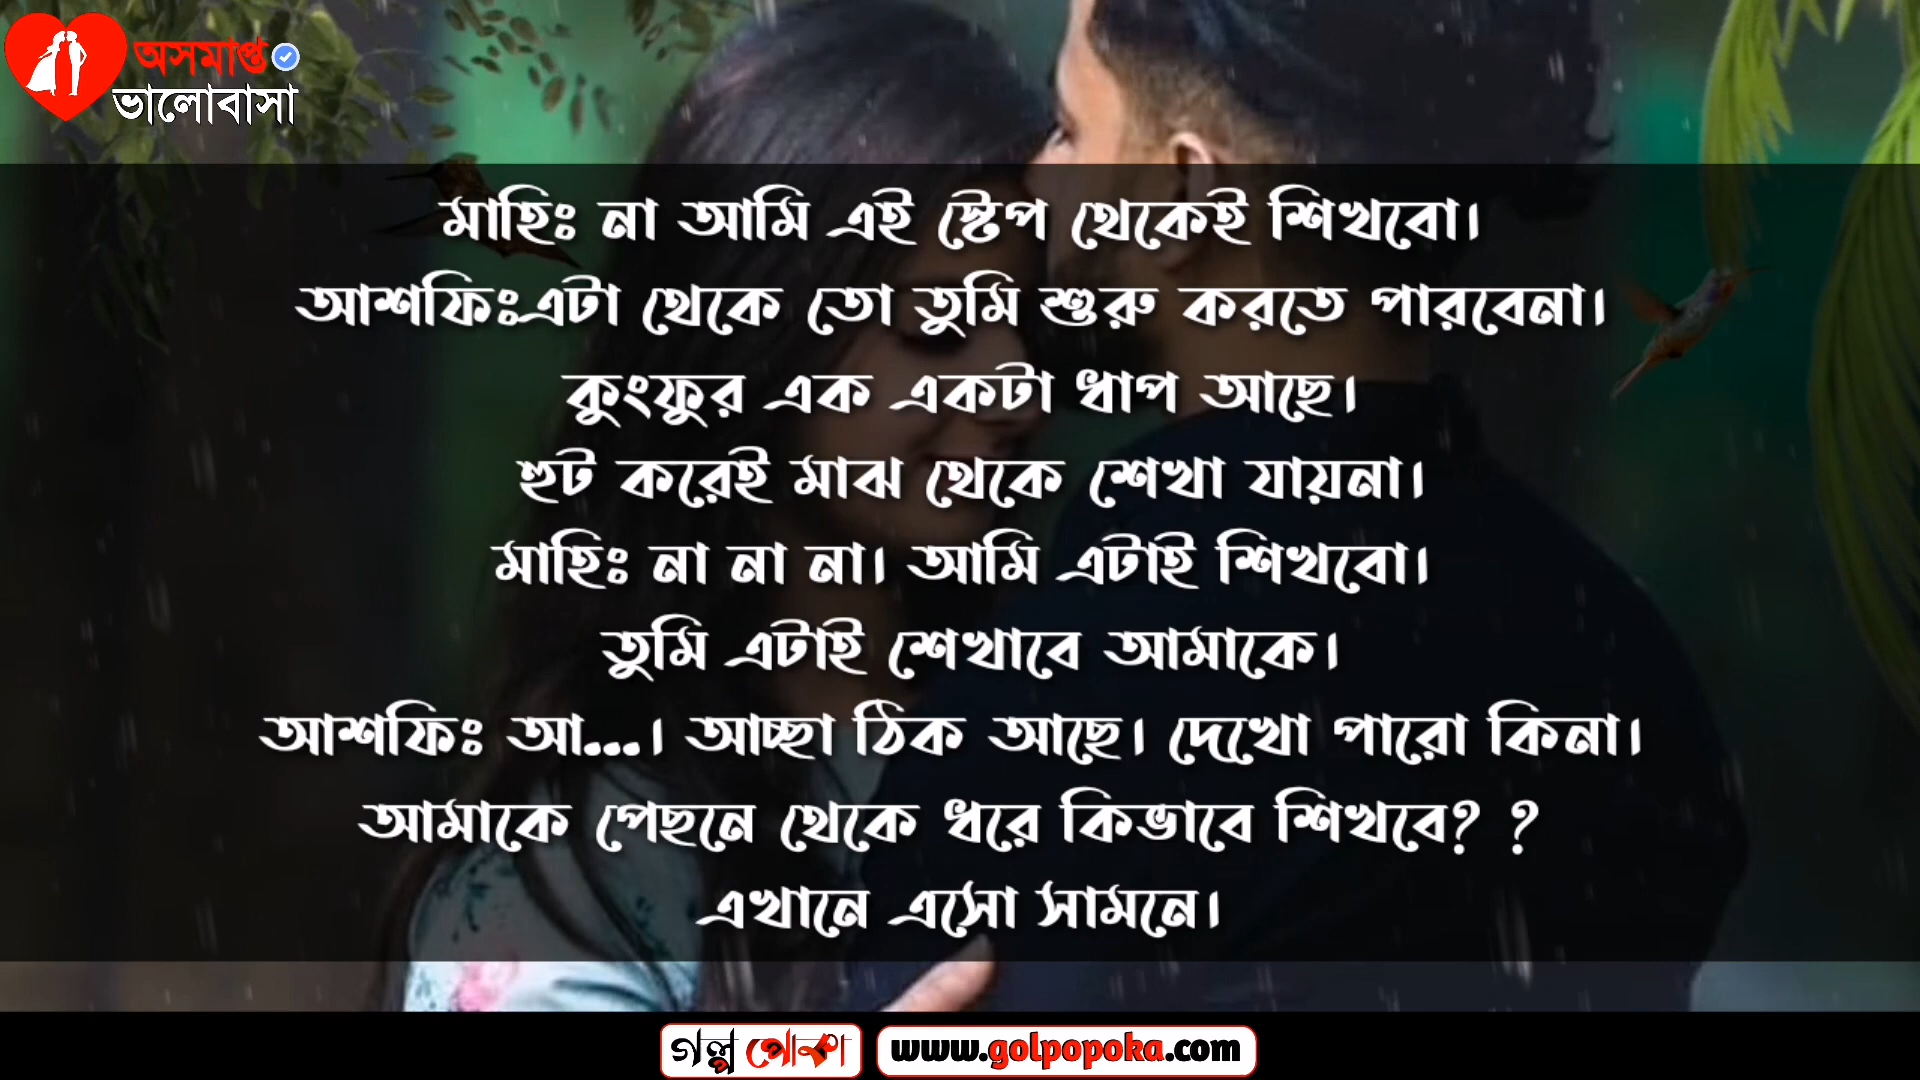 অসমাপ্ত
ভালোবাসা
মাহিঃ না আমি এই স্টেপ থেকেই শিখবো।
আশফিঃএটা থেকে তো তুমি শুরু করতে পারবেনা।
কুংফুর এক একটা ধাপ আছে।
হুট করেই মাঝ থেকে শেখা যায়না।
মাহিঃ না না না। আমি এটাই শিখবো।
তুমি এটাই শেখাবে আমাকে।
আশফিঃ আ...। আচ্ছা ঠিক আছে। দেখো পারো কিনা।
আমাকে পেছনে থেকে ধরে কিভাবে শিখবে? ?
এখানে এসো সামনে।
গল্প পোকা www.golpopoka.com